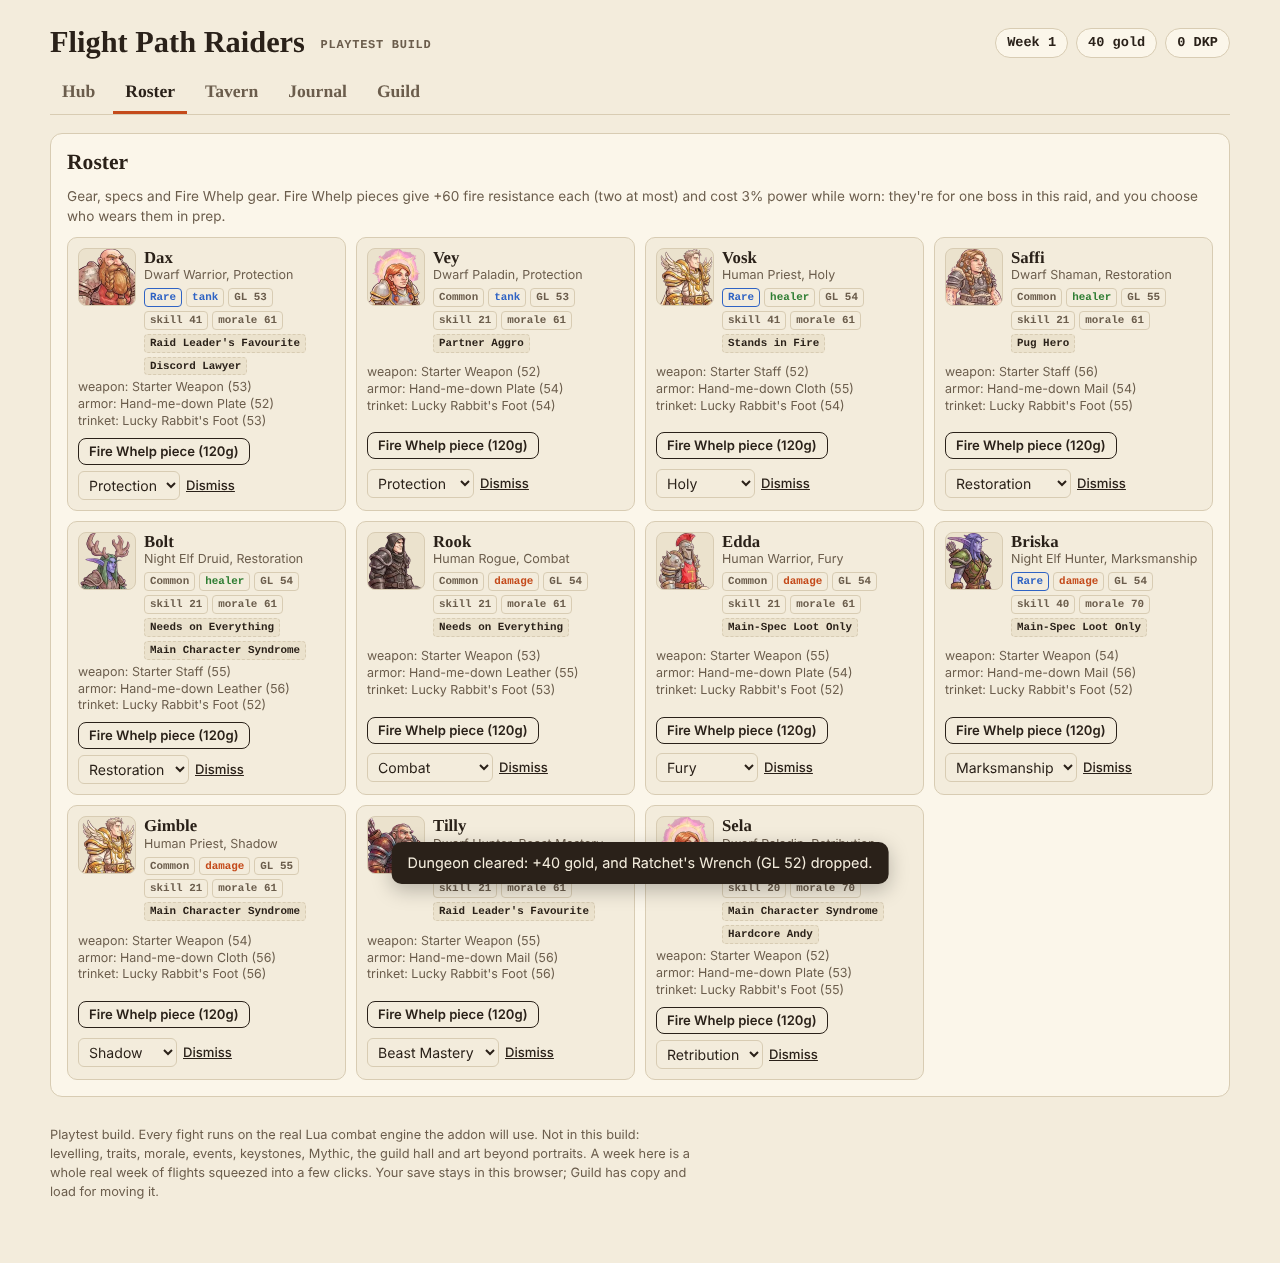 Flight Path Raiders PLAYTEST BUILD
Week 1 40 gold 0 DKP
Hub Roster Tavern Journal Guild
Roster
Gear, specs and Fire Whelp gear. Fire Whelp pieces give +60 fire resistance each (two at most) and cost 3% power while worn: they're for one boss in this raid, and you choose
who wears them in prep.
Dax
Dwarf Warrior, Protection
Rare tank GL 53
skill 41 morale 61
Raid Leader's Favourite
Discord Lawyer
weapon: Starter Weapon (53)
armor: Hand-me-down Plate (52)
trinket: Lucky Rabbit's Foot (53)
Fire Whelp piece (120g)
Protection Dismiss
Vey
Dwarf Paladin, Protection
Common tank GL 53
skill 21 morale 61
Partner Aggro
weapon: Starter Weapon (52)
armor: Hand-me-down Plate (54)
trinket: Lucky Rabbit's Foot (54)
Fire Whelp piece (120g)
Protection Dismiss
Vosk
Human Priest, Holy
Rare healer GL 54
skill 41 morale 61
Stands in Fire
weapon: Starter Staff (52)
armor: Hand-me-down Cloth (55)
trinket: Lucky Rabbit's Foot (54)
Fire Whelp piece (120g)
Holy Dismiss
Saffi
Dwarf Shaman, Restoration
Common healer GL 55
skill 21 morale 61
Pug Hero
weapon: Starter Staff (56)
armor: Hand-me-down Mail (54)
trinket: Lucky Rabbit's Foot (55)
Fire Whelp piece (120g)
Restoration Dismiss
Bolt
Night Elf Druid, Restoration
Common healer GL 54
skill 21 morale 61
Needs on Everything
Main Character Syndrome
weapon: Starter Staff (55)
armor: Hand-me-down Leather (56)
trinket: Lucky Rabbit's Foot (52)
Fire Whelp piece (120g)
Restoration Dismiss
Rook
Human Rogue, Combat
Common damage GL 54
skill 21 morale 61
Needs on Everything
weapon: Starter Weapon (53)
armor: Hand-me-down Leather (55)
trinket: Lucky Rabbit's Foot (53)
Fire Whelp piece (120g)
Combat Dismiss
Edda
Human Warrior, Fury
Common damage GL 54
skill 21 morale 61
Main-Spec Loot Only
weapon: Starter Weapon (55)
armor: Hand-me-down Plate (54)
trinket: Lucky Rabbit's Foot (52)
Fire Whelp piece (120g)
Fury Dismiss
Briska
Night Elf Hunter, Marksmanship
Rare damage GL 54
skill 40 morale 70
Main-Spec Loot Only
weapon: Starter Weapon (54)
armor: Hand-me-down Mail (56)
trinket: Lucky Rabbit's Foot (52)
Fire Whelp piece (120g)
Marksmanship Dismiss
Gimble
Human Priest, Shadow
Common damage GL 55
skill 21 morale 61
Main Character Syndrome
weapon: Starter Weapon (54)
armor: Hand-me-down Cloth (56)
trinket: Lucky Rabbit's Foot (56)
Fire Whelp piece (120g)
Shadow Dismiss
Tilly
Dwarf Hunter, Beast Mastery
skill 21 morale 61
Raid Leader's Favourite
weapon: Starter Weapon (55)
armor: Hand-me-down Mail (56)
trinket: Lucky Rabbit's Foot (56)
Fire Whelp piece (120g)
Beast Mastery Dismiss
Sela
Dwarf Paladin, Retribution
skill 20 morale 70
Main Character Syndrome
Hardcore Andy
weapon: Starter Weapon (52)
armor: Hand-me-down Plate (53)
trinket: Lucky Rabbit's Foot (55)
Fire Whelp piece (120g)
Retribution Dismiss
Dungeon cleared: +40 gold, and Ratchet's Wrench (GL 52) dropped.
Playtest build. Every fight runs on the real Lua combat engine the addon will use. Not in this build:
levelling, traits, morale, events, keystones, Mythic, the guild hall and art beyond portraits. A week here is a
whole real week of flights squeezed into a few clicks. Your save stays in this browser; Guild has copy and
load for moving it.